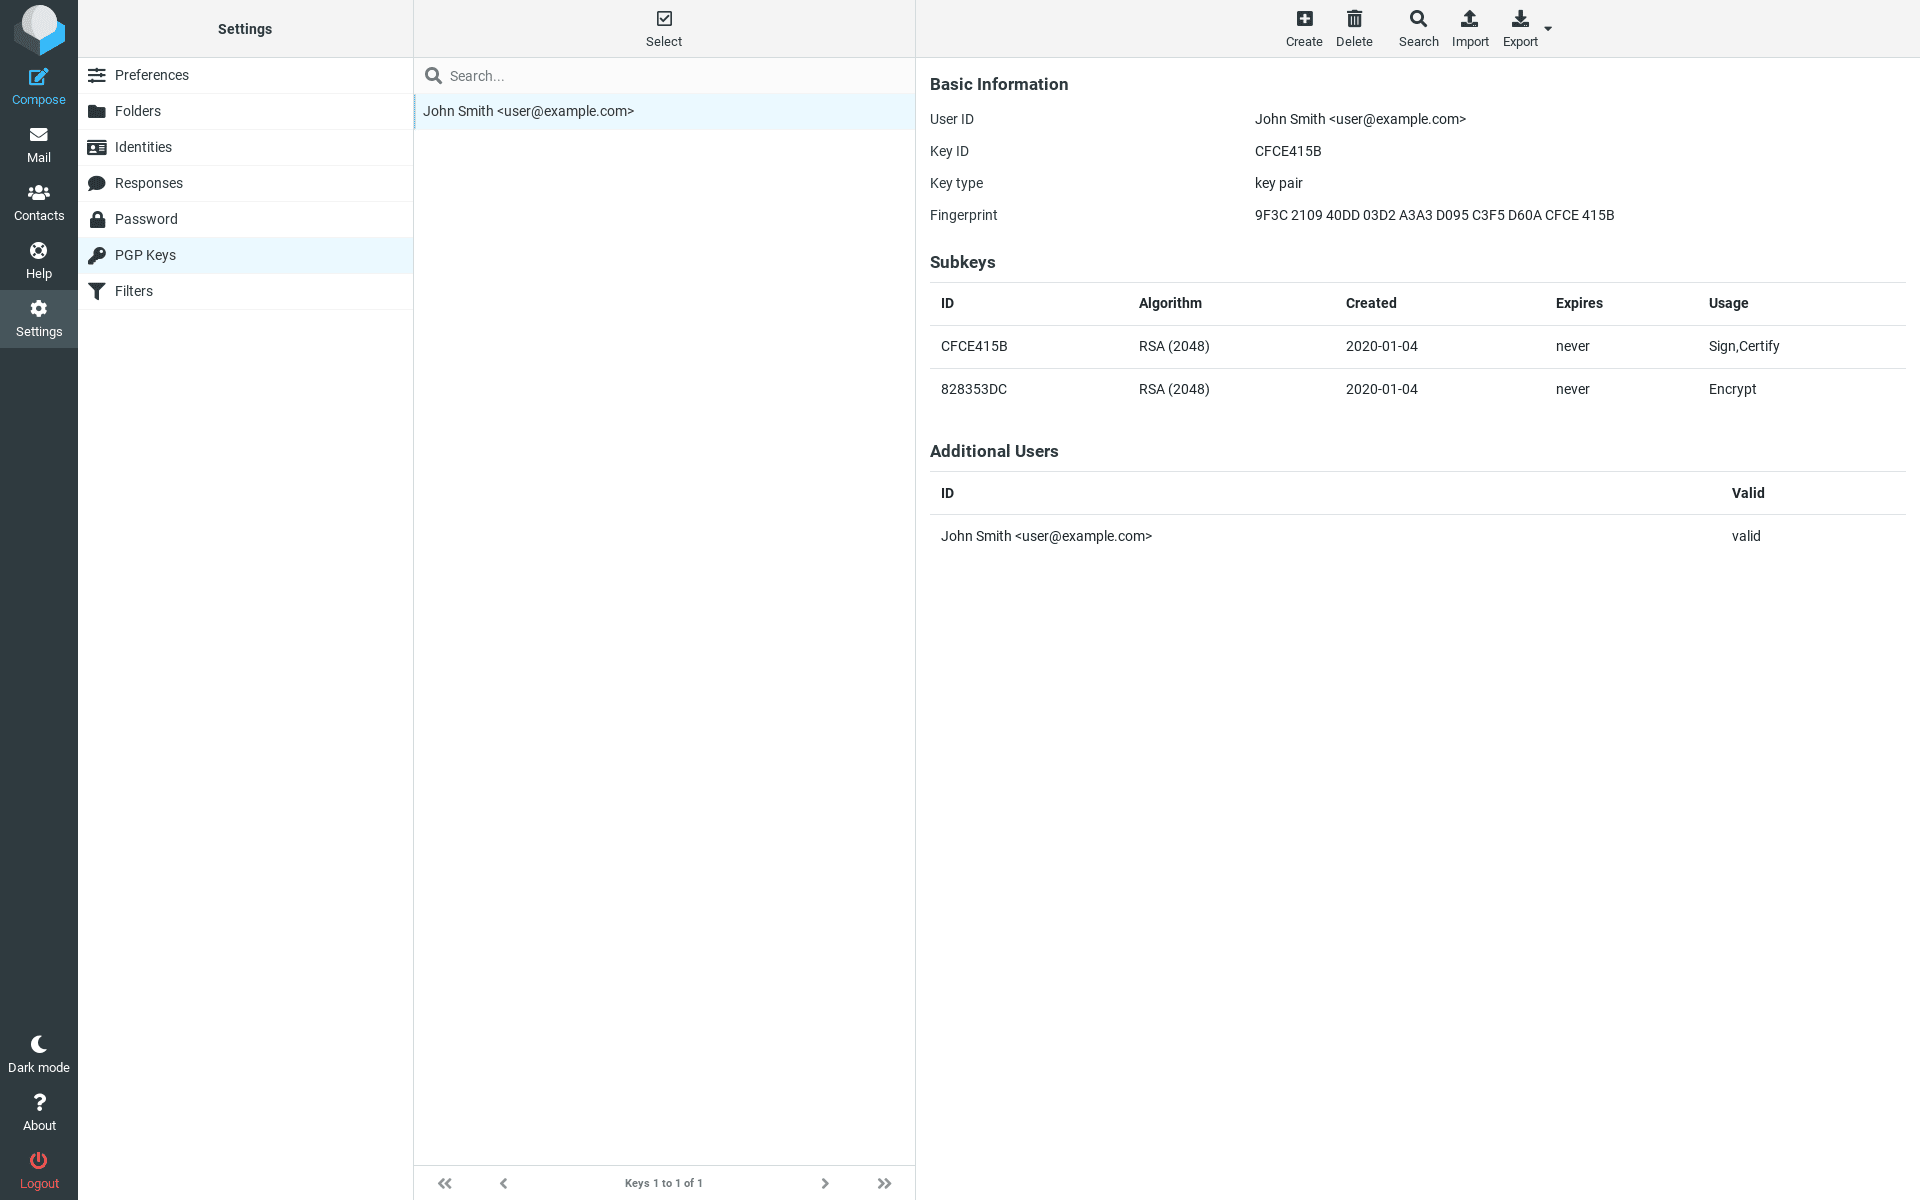 Compose
Mail
Contacts
Help
Settings
Dark mode
About
Logout
Settings
Preferences
Folders
Identities
Responses
Password
PGP Keys
Filters
Select
Search...
John Smith <user@example.com>
Keys 1 to 1 of 1
Create Delete Search Import Export
Basic Information
User ID John Smith <user@example.com>
Key ID CFCE415B
Key type key pair
Fingerprint 9F3C 2109 40DD 03D2 A3A3 D095 C3F5 D60A CFCE 415B
Subkeys
ID Algorithm Created Expires Usage
CFCE415B RSA (2048) 2020-01-04 never Sign,Certify
828353DC RSA (2048) 2020-01-04 never Encrypt
Additional Users
ID Valid
John Smith <user@example.com> valid